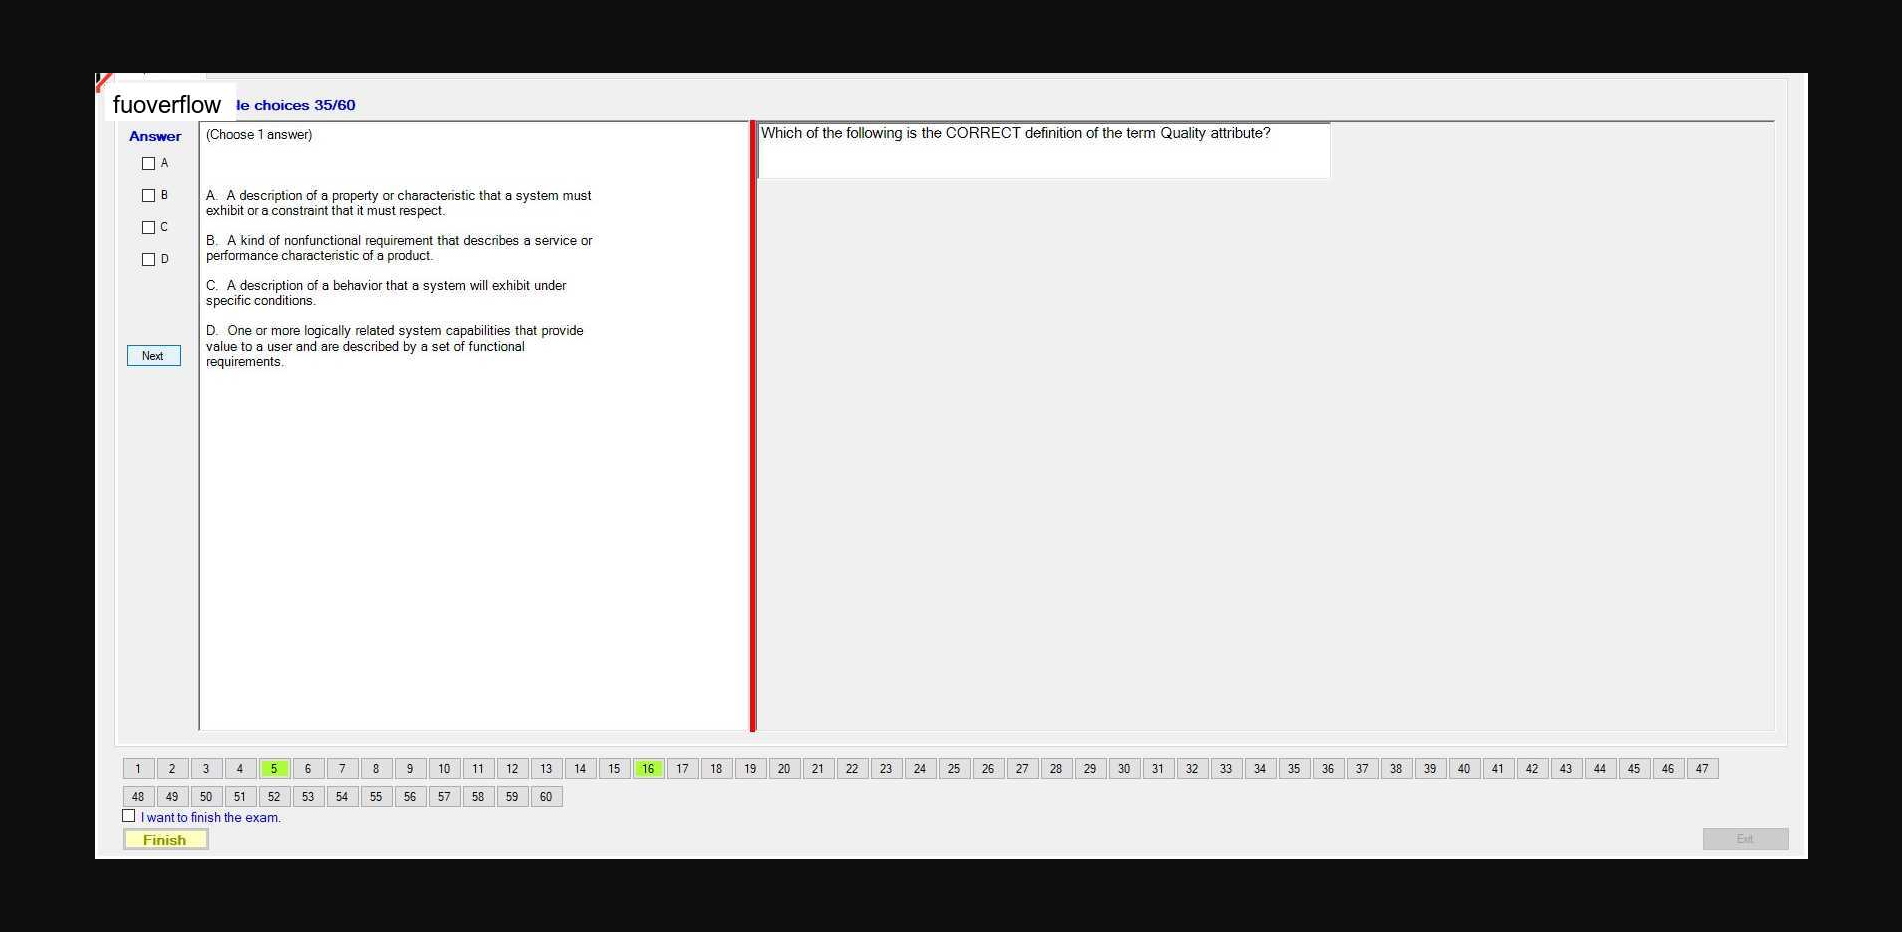 fuoverflow le choices 35/60
Answer
(Choose 1 answer)
Which of the following is the CORRECT definition of the term Quality attribute?
A
B
C
D
A. A description of a property or characteristic that a system must
exhibit or a constraint that it must respect.
B. A kind of nonfunctional requirement that describes a service or
performance characteristic of a product.
C. A description of a behavior that a system will exhibit under
specific conditions.
D. One or more logically related system capabilities that provide
value to a user and are described by a set of functional
requirements.
Next
1 2 3 4 5 6 7 8 9 10 11 12 13 14 15 16 17 18 19 20 21 22 23 24 25 26 27 28 29 30 31 32 33 34 35 36 37 38 39 40 41 42 43 44 45 46 47
48 49 50 51 52 53 54 55 56 57 58 59 60
I want to finish the exam.
Finish
Exit